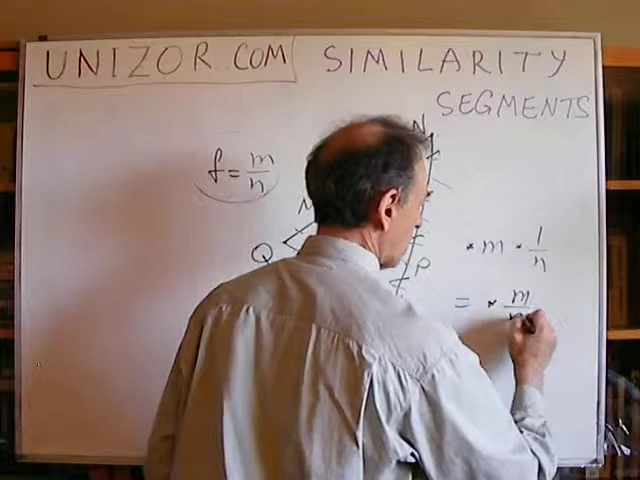 UNIZOR.COM SIMILARITY
SEGMENTS
N
f = m/n
M
Q
P
* m * 1/n
= * m/n